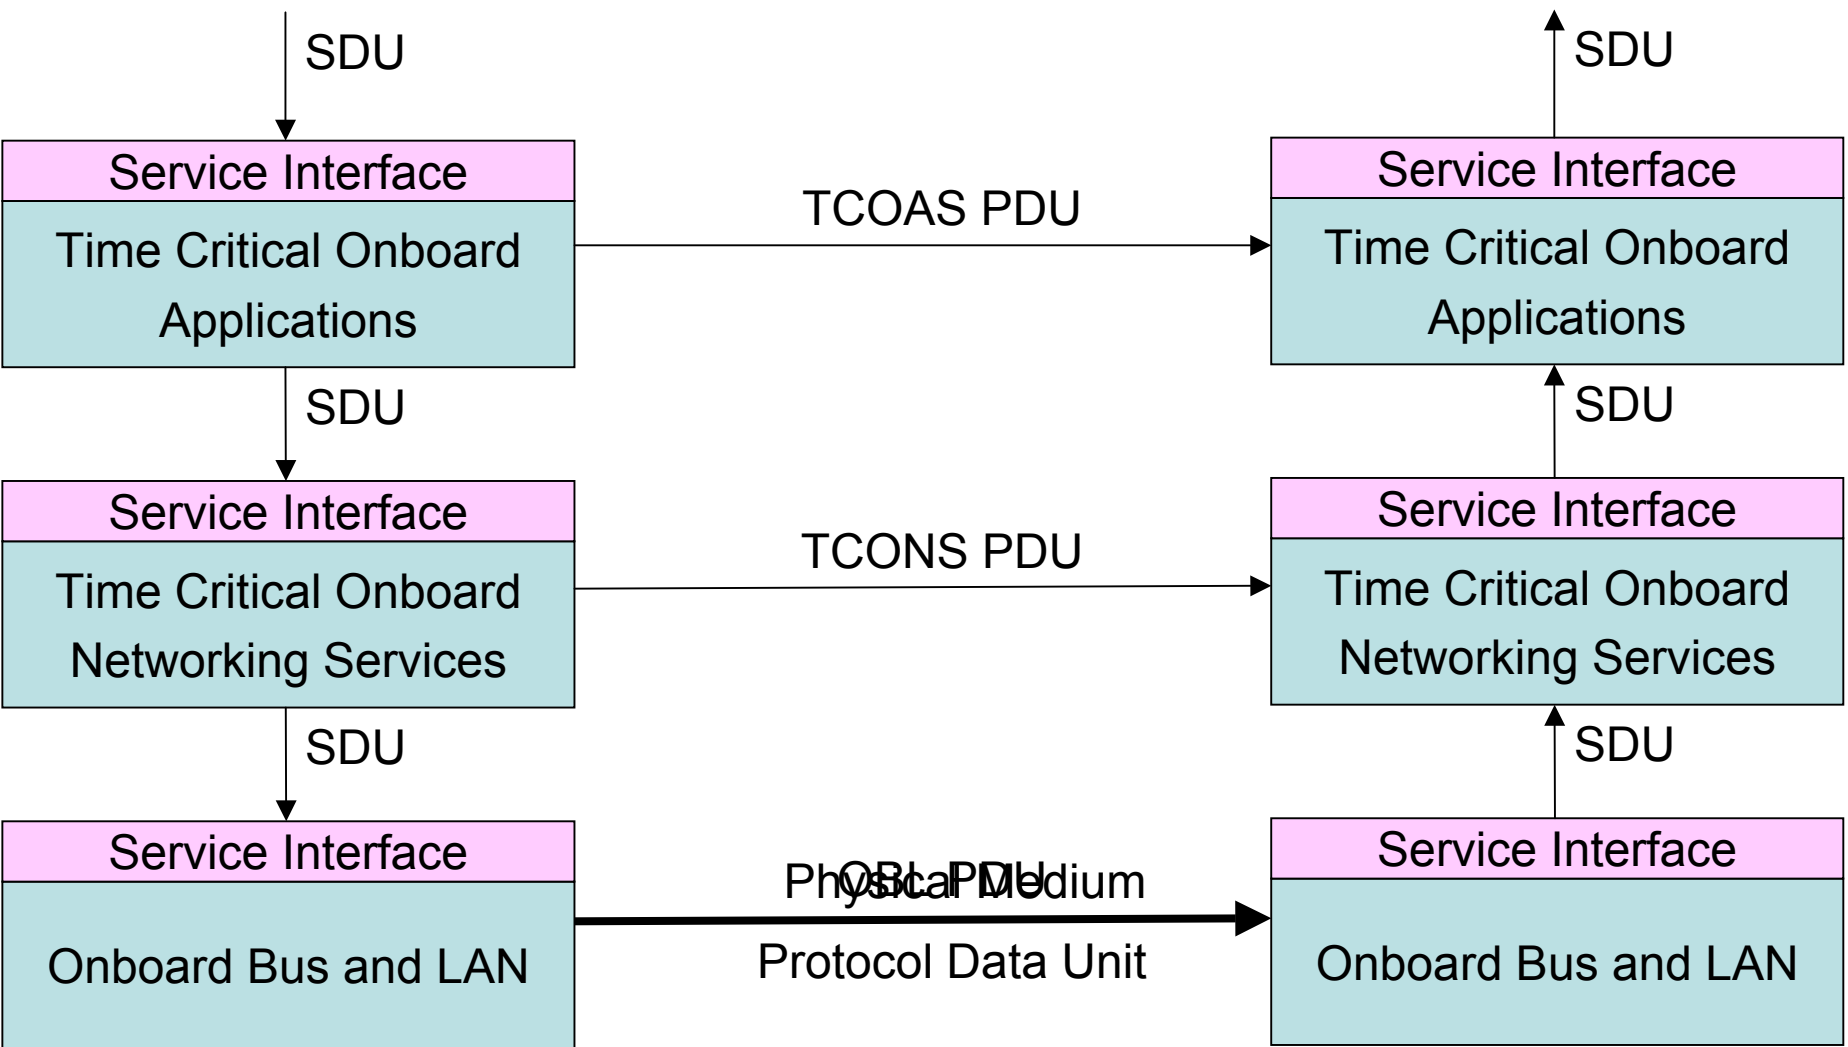 SDU
SDU
Service Interface
Service Interface
TCOAS PDU
Time Critical Onboard
Applications
Time Critical Onboard
Applications
SDU
SDU
Service Interface
Service Interface
TCONS PDU
Time Critical Onboard
Networking Services
Time Critical Onboard
Networking Services
SDU
SDU
Service Interface
Service Interface
OBL PDU
Physical Medium
Protocol Data Unit
Onboard Bus and LAN
Onboard Bus and LAN